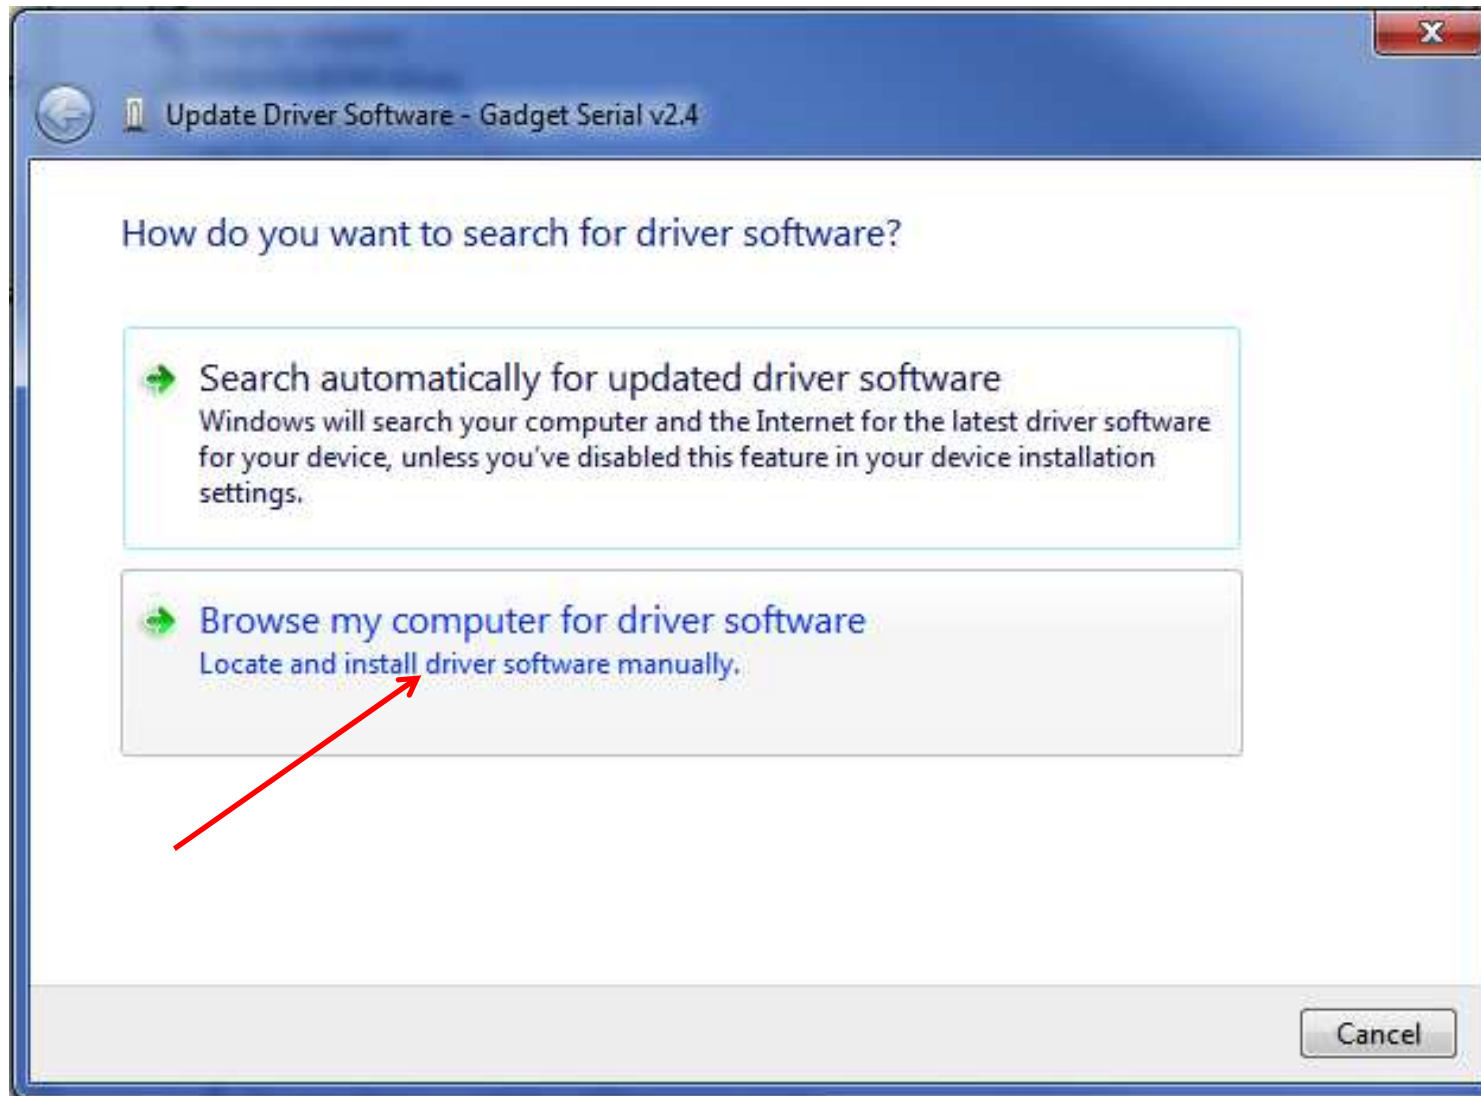 Update Driver Software - Gadget Serial v2.4
How do you want to search for driver software?
Search automatically for updated driver software
Windows will search your computer and the Internet for the latest driver software
for your device, unless you've disabled this feature in your device installation
settings.
Browse my computer for driver software
Locate and install driver software manually.
Cancel